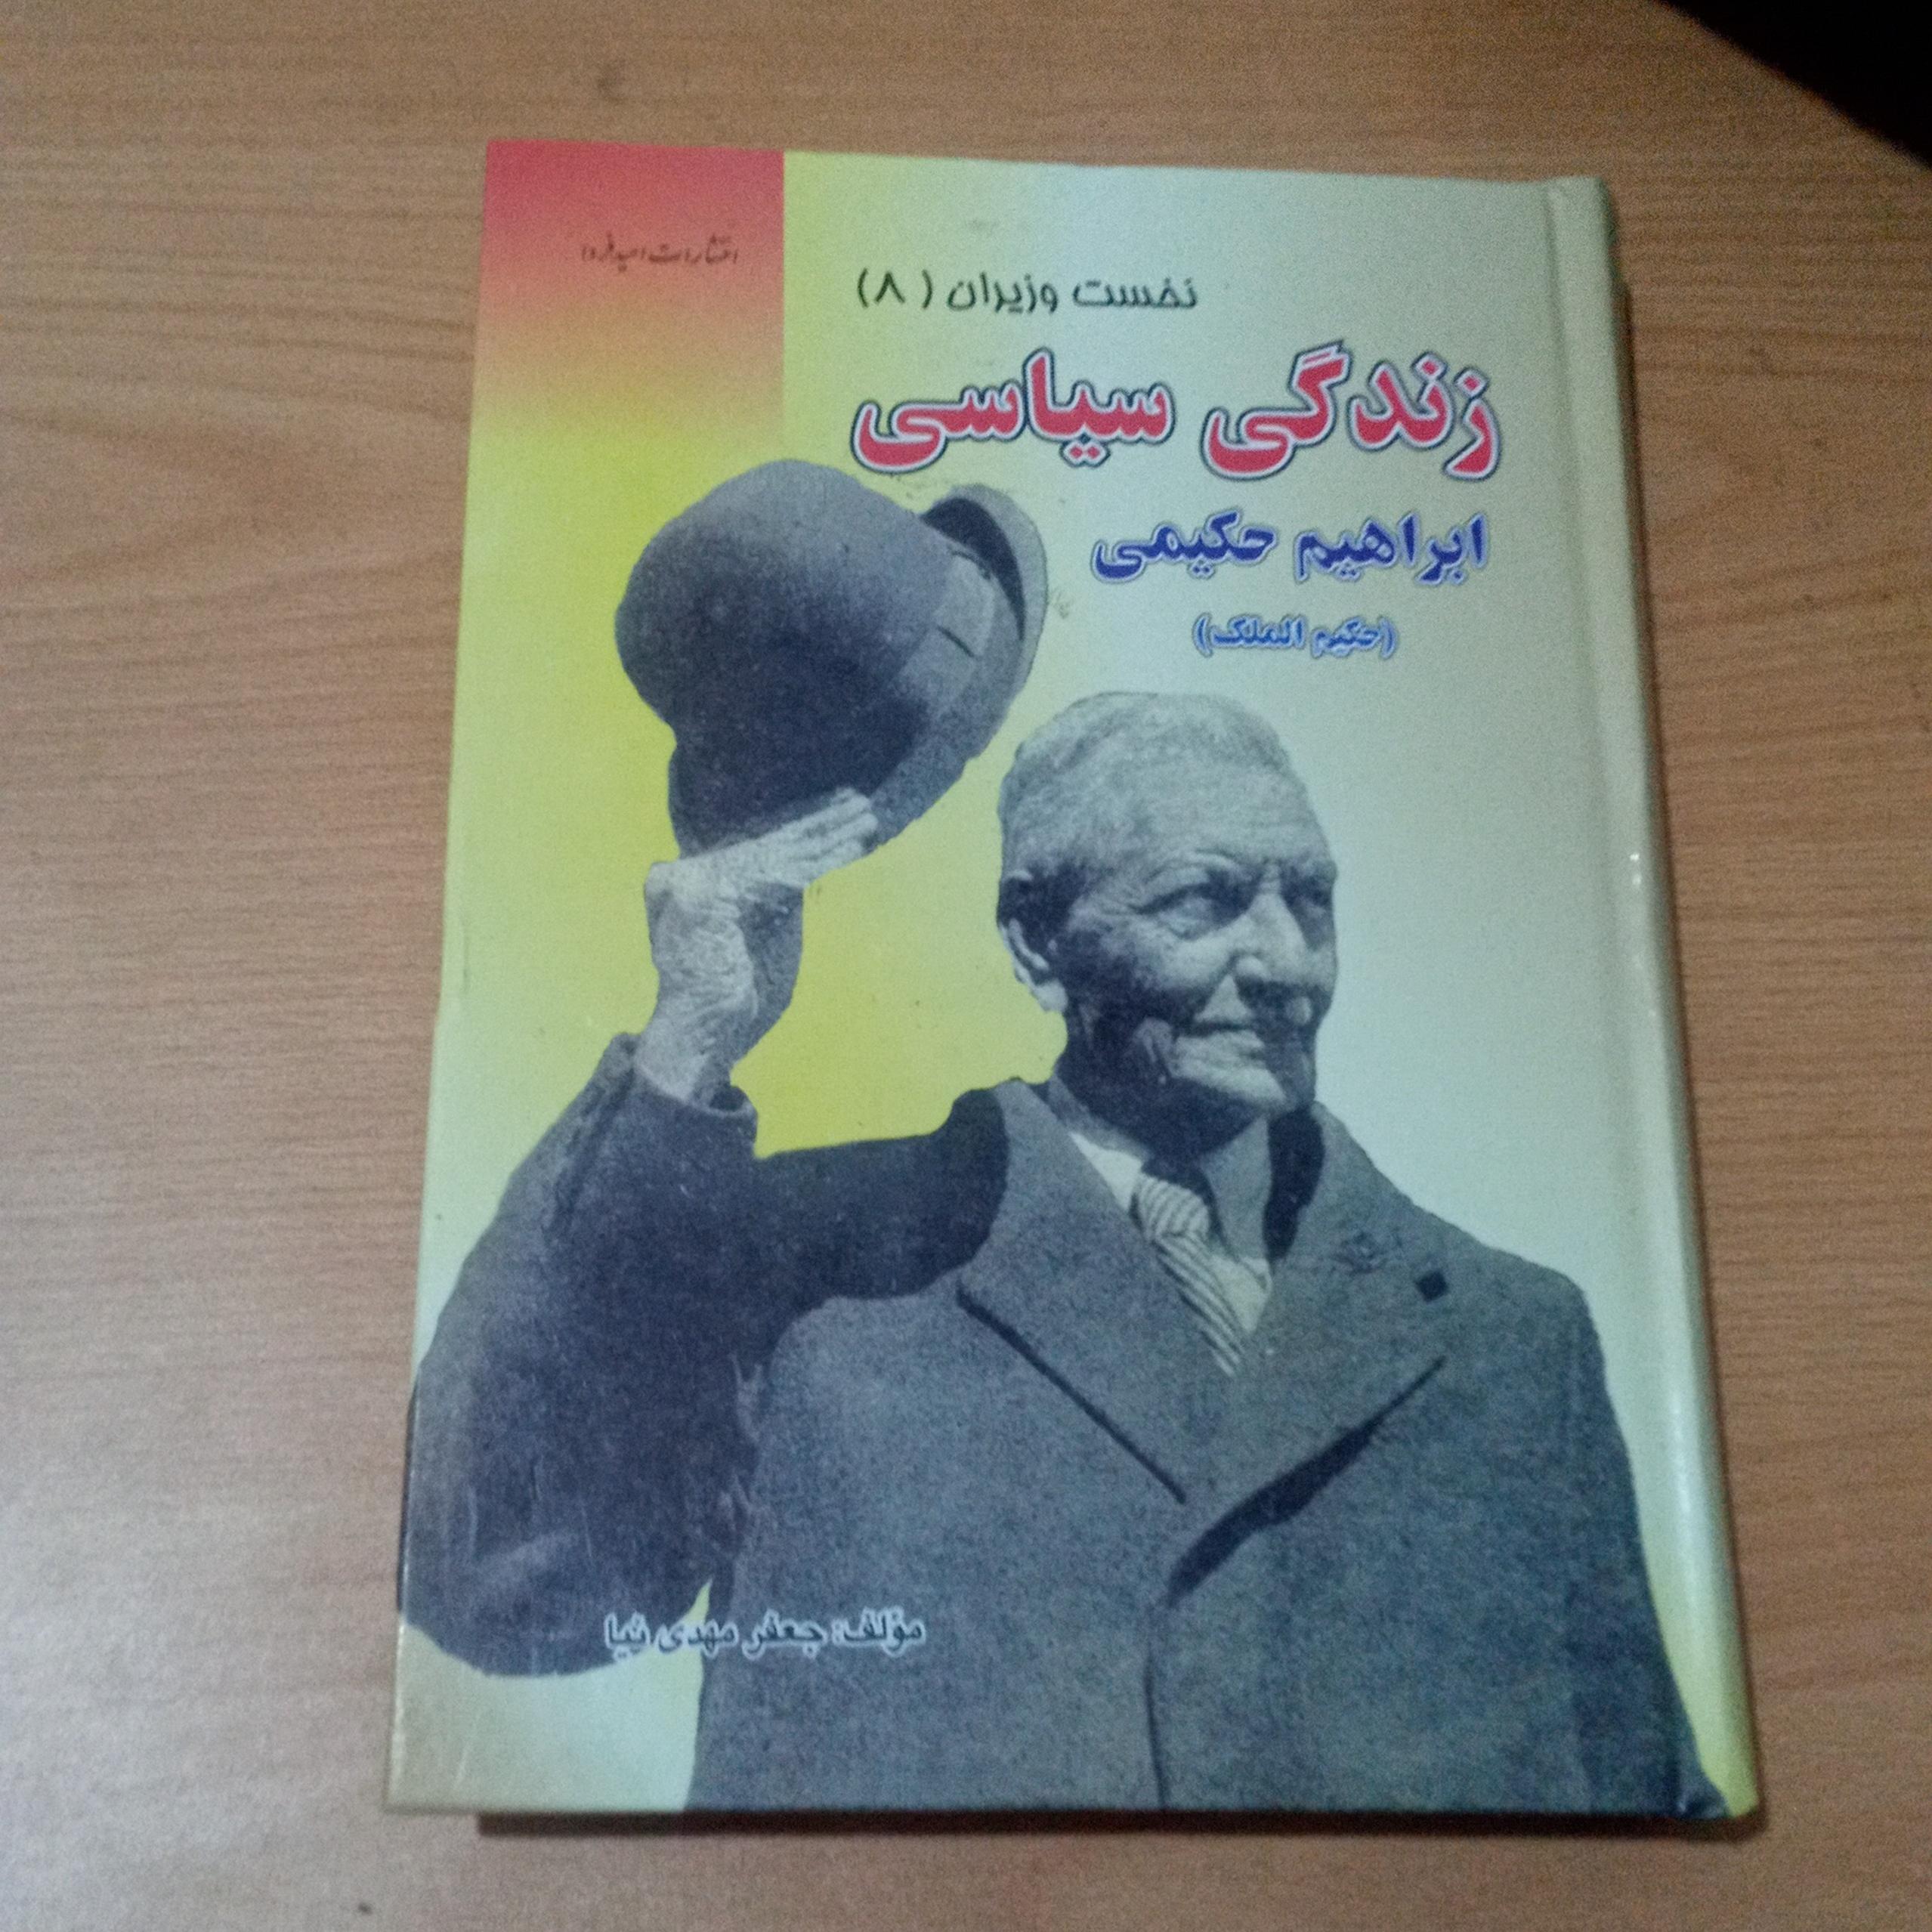 انتشارات امید فردا
نخست وزیران (۸)
زندگی سیاسی
ابراهیم حکیمی
(حکیم الملک)
مؤلف: جعفر مهدی نیا